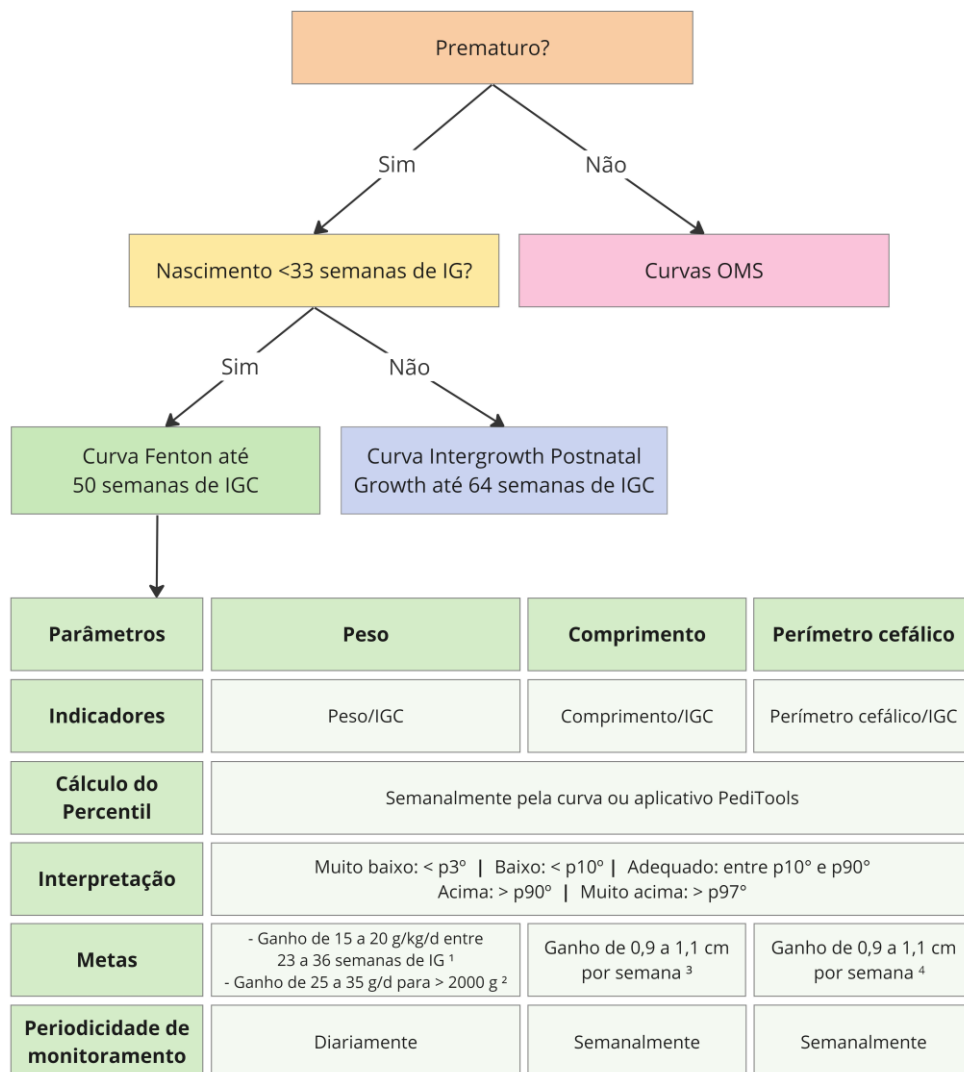 Prematuro?
Sim
Não
Nascimento <33 semanas de IG?
Curvas OMS
Sim
Não
Curva Fenton até
50 semanas de IGC
Curva Intergrowth Postnatal
Growth até 64 semanas de IGC
Parâmetros
Peso
Comprimento
Perímetro cefálico
Indicadores
Peso/IGC
Comprimento/IGC
Perímetro cefálico/IGC
Cálculo do
Percentil
Semanalmente pela curva ou aplicativo PediTools
Interpretação
Muito baixo: < p3º | Baixo: < p10º | Adequado: entre p10° e p90°
Acima: > p90º | Muito acima: > p97°
Metas
- Ganho de 15 a 20 g/kg/d entre
23 a 36 semanas de IG ¹
- Ganho de 25 a 35 g/d para > 2000 g ²
Ganho de 0,9 a 1,1 cm
por semana ³
Ganho de 0,9 a 1,1 cm
por semana ⁴
Periodicidade de
monitoramento
Diariamente
Semanalmente
Semanalmente